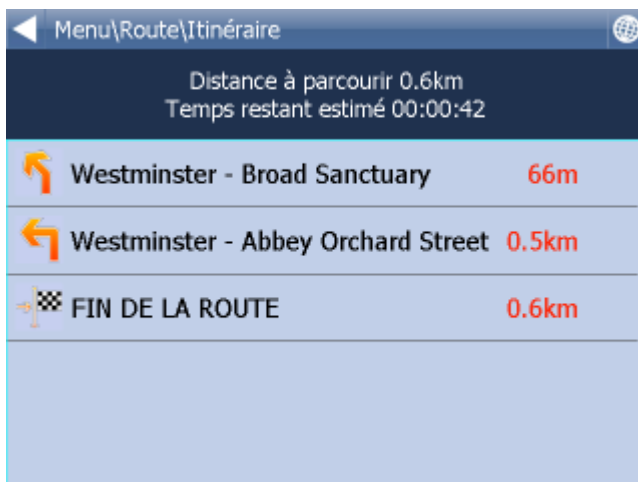 Menu\Route\Itinéraire
Distance à parcourir 0.6km
Temps restant estimé 00:00:42
Westminster - Broad Sanctuary 66m
Westminster - Abbey Orchard Street 0.5km
FIN DE LA ROUTE 0.6km